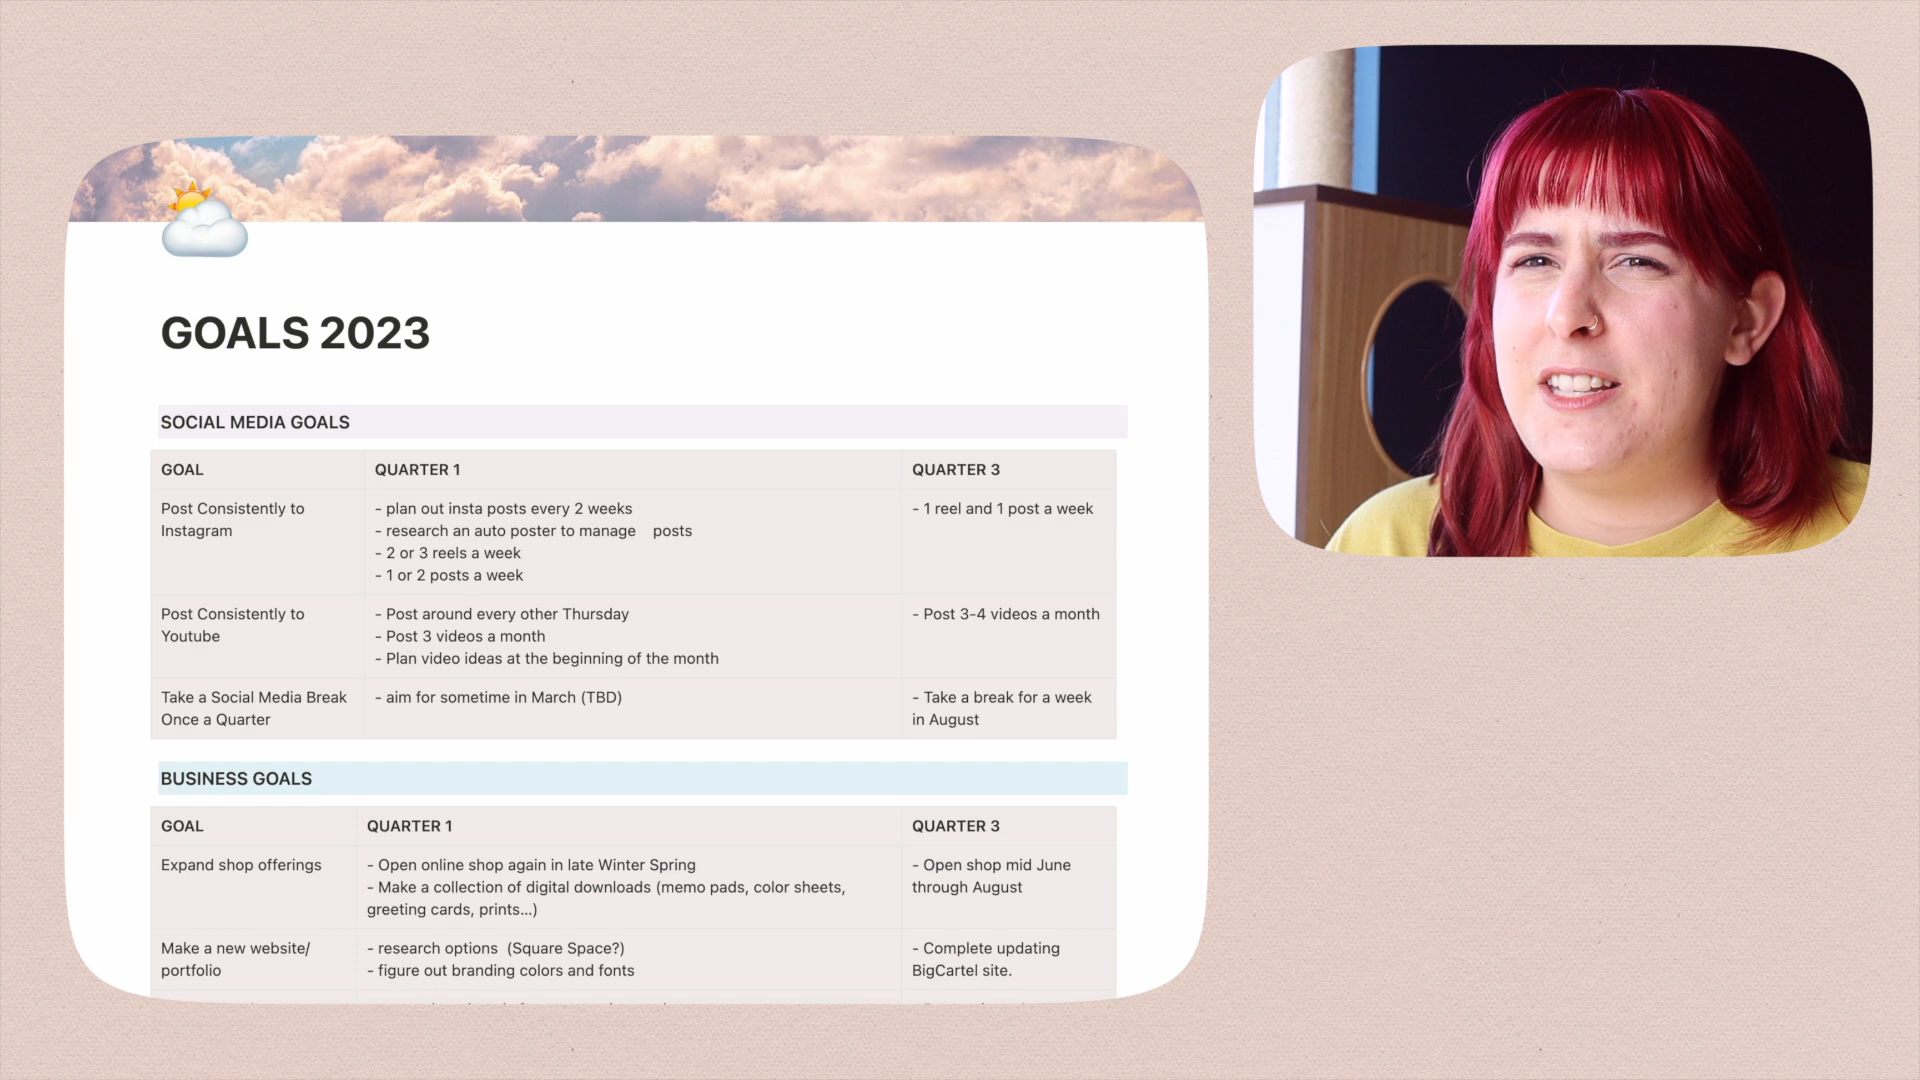 GOALS 2023
SOCIAL MEDIA GOALS
GOAL
QUARTER 1
QUARTER 3
Post Consistently to
Instagram
- plan out insta posts every 2 weeks
- research an auto poster to manage    posts
- 2 or 3 reels a week
- 1 or 2 posts a week
- 1 reel and 1 post a week
Post Consistently to
Youtube
- Post around every other Thursday
- Post 3 videos a month
- Plan video ideas at the beginning of the month
- Post 3-4 videos a month
Take a Social Media Break
Once a Quarter
- aim for sometime in March (TBD)
- Take a break for a week
in August
BUSINESS GOALS
GOAL
QUARTER 1
QUARTER 3
Expand shop offerings
- Open online shop again in late Winter Spring
- Make a collection of digital downloads (memo pads, color sheets,
greeting cards, prints...)
- Open shop mid June
through August
Make a new website/
portfolio
- research options  (Square Space?)
- figure out branding colors and fonts
- Complete updating
BigCartel site.